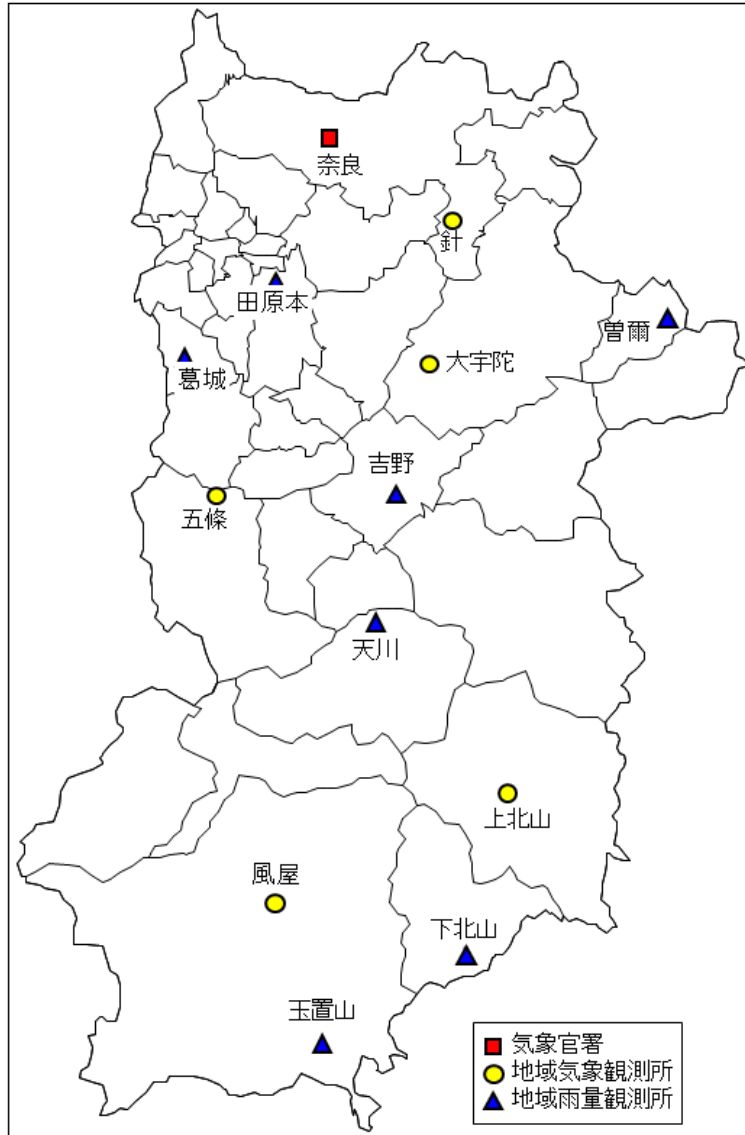 奈良
針
田原本
曽爾
葛城
大宇陀
吉野
五條
天川
上北山
風屋
下北山
玉置山
気象官署
地域気象観測所
地域雨量観測所